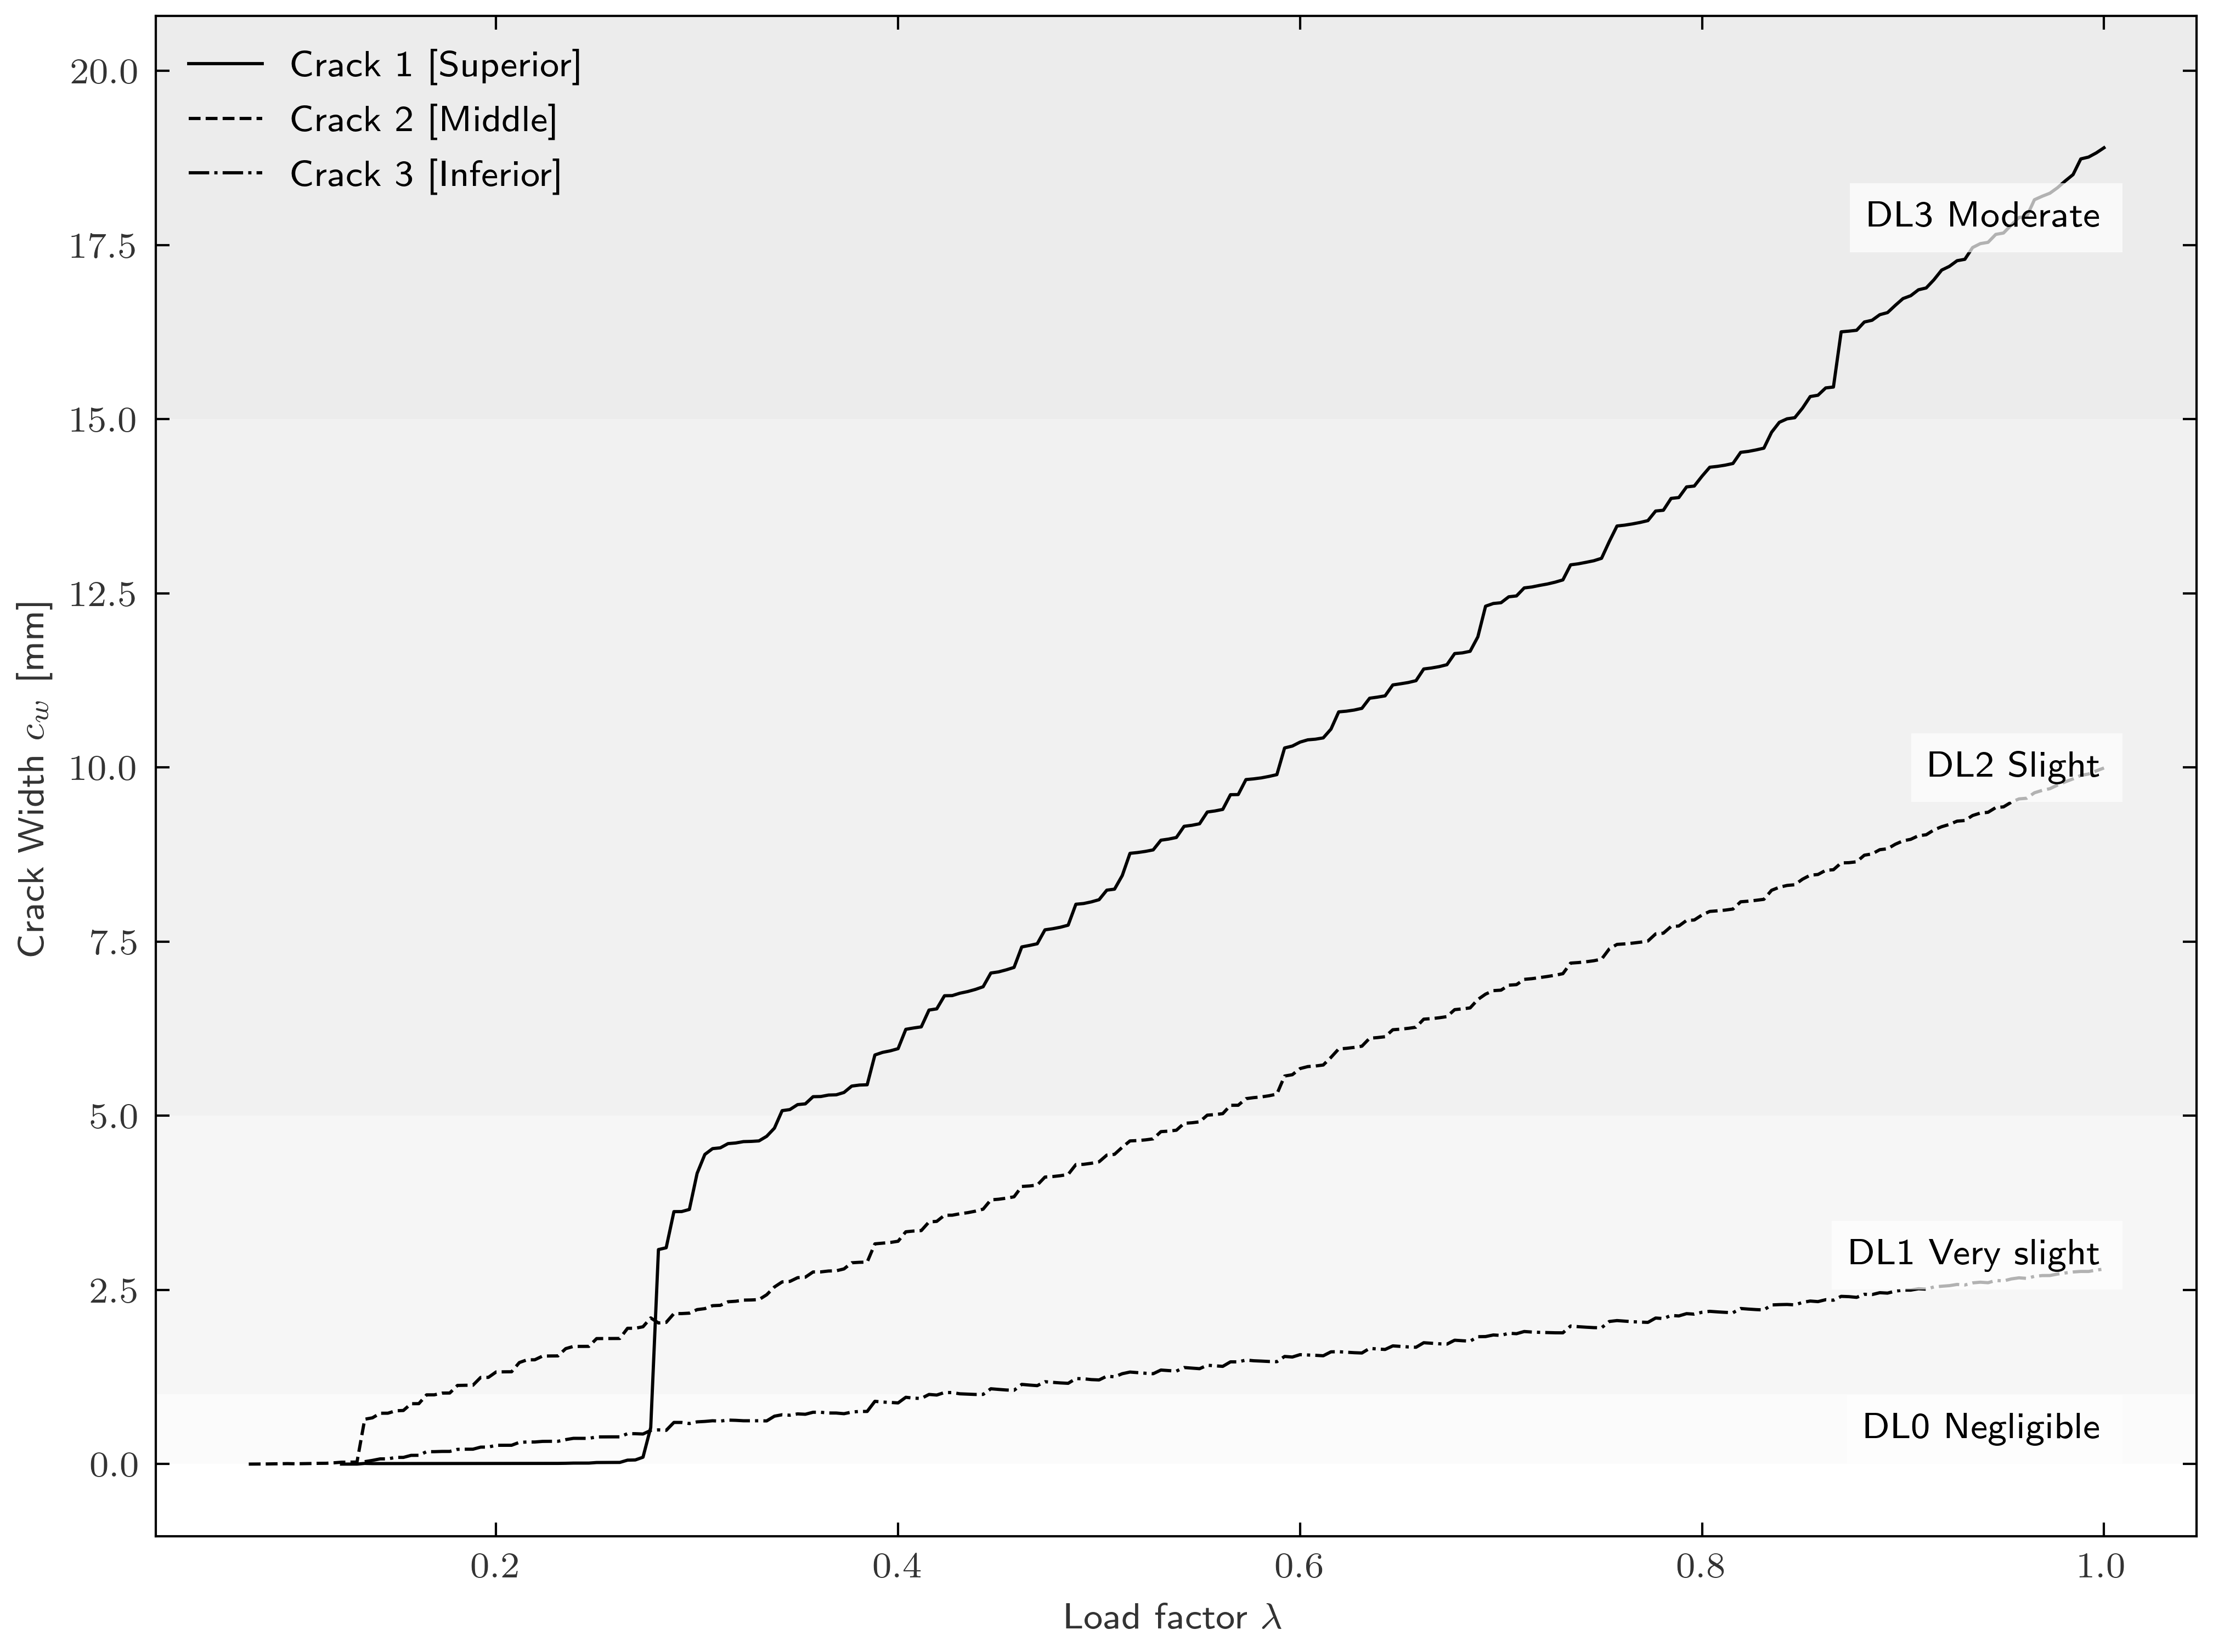 Crack 1 [Superior]
Crack 2 [Middle]
Crack 3 [Inferior]
20.0
17.5
15.0
12.5
10.0
7.5
5.0
2.5
0.0
Crack Width c_w [mm]
DL3 Moderate
DL2 Slight
DL1 Very slight
DL0 Negligible
0.2
0.4
0.6
0.8
1.0
Load factor λ